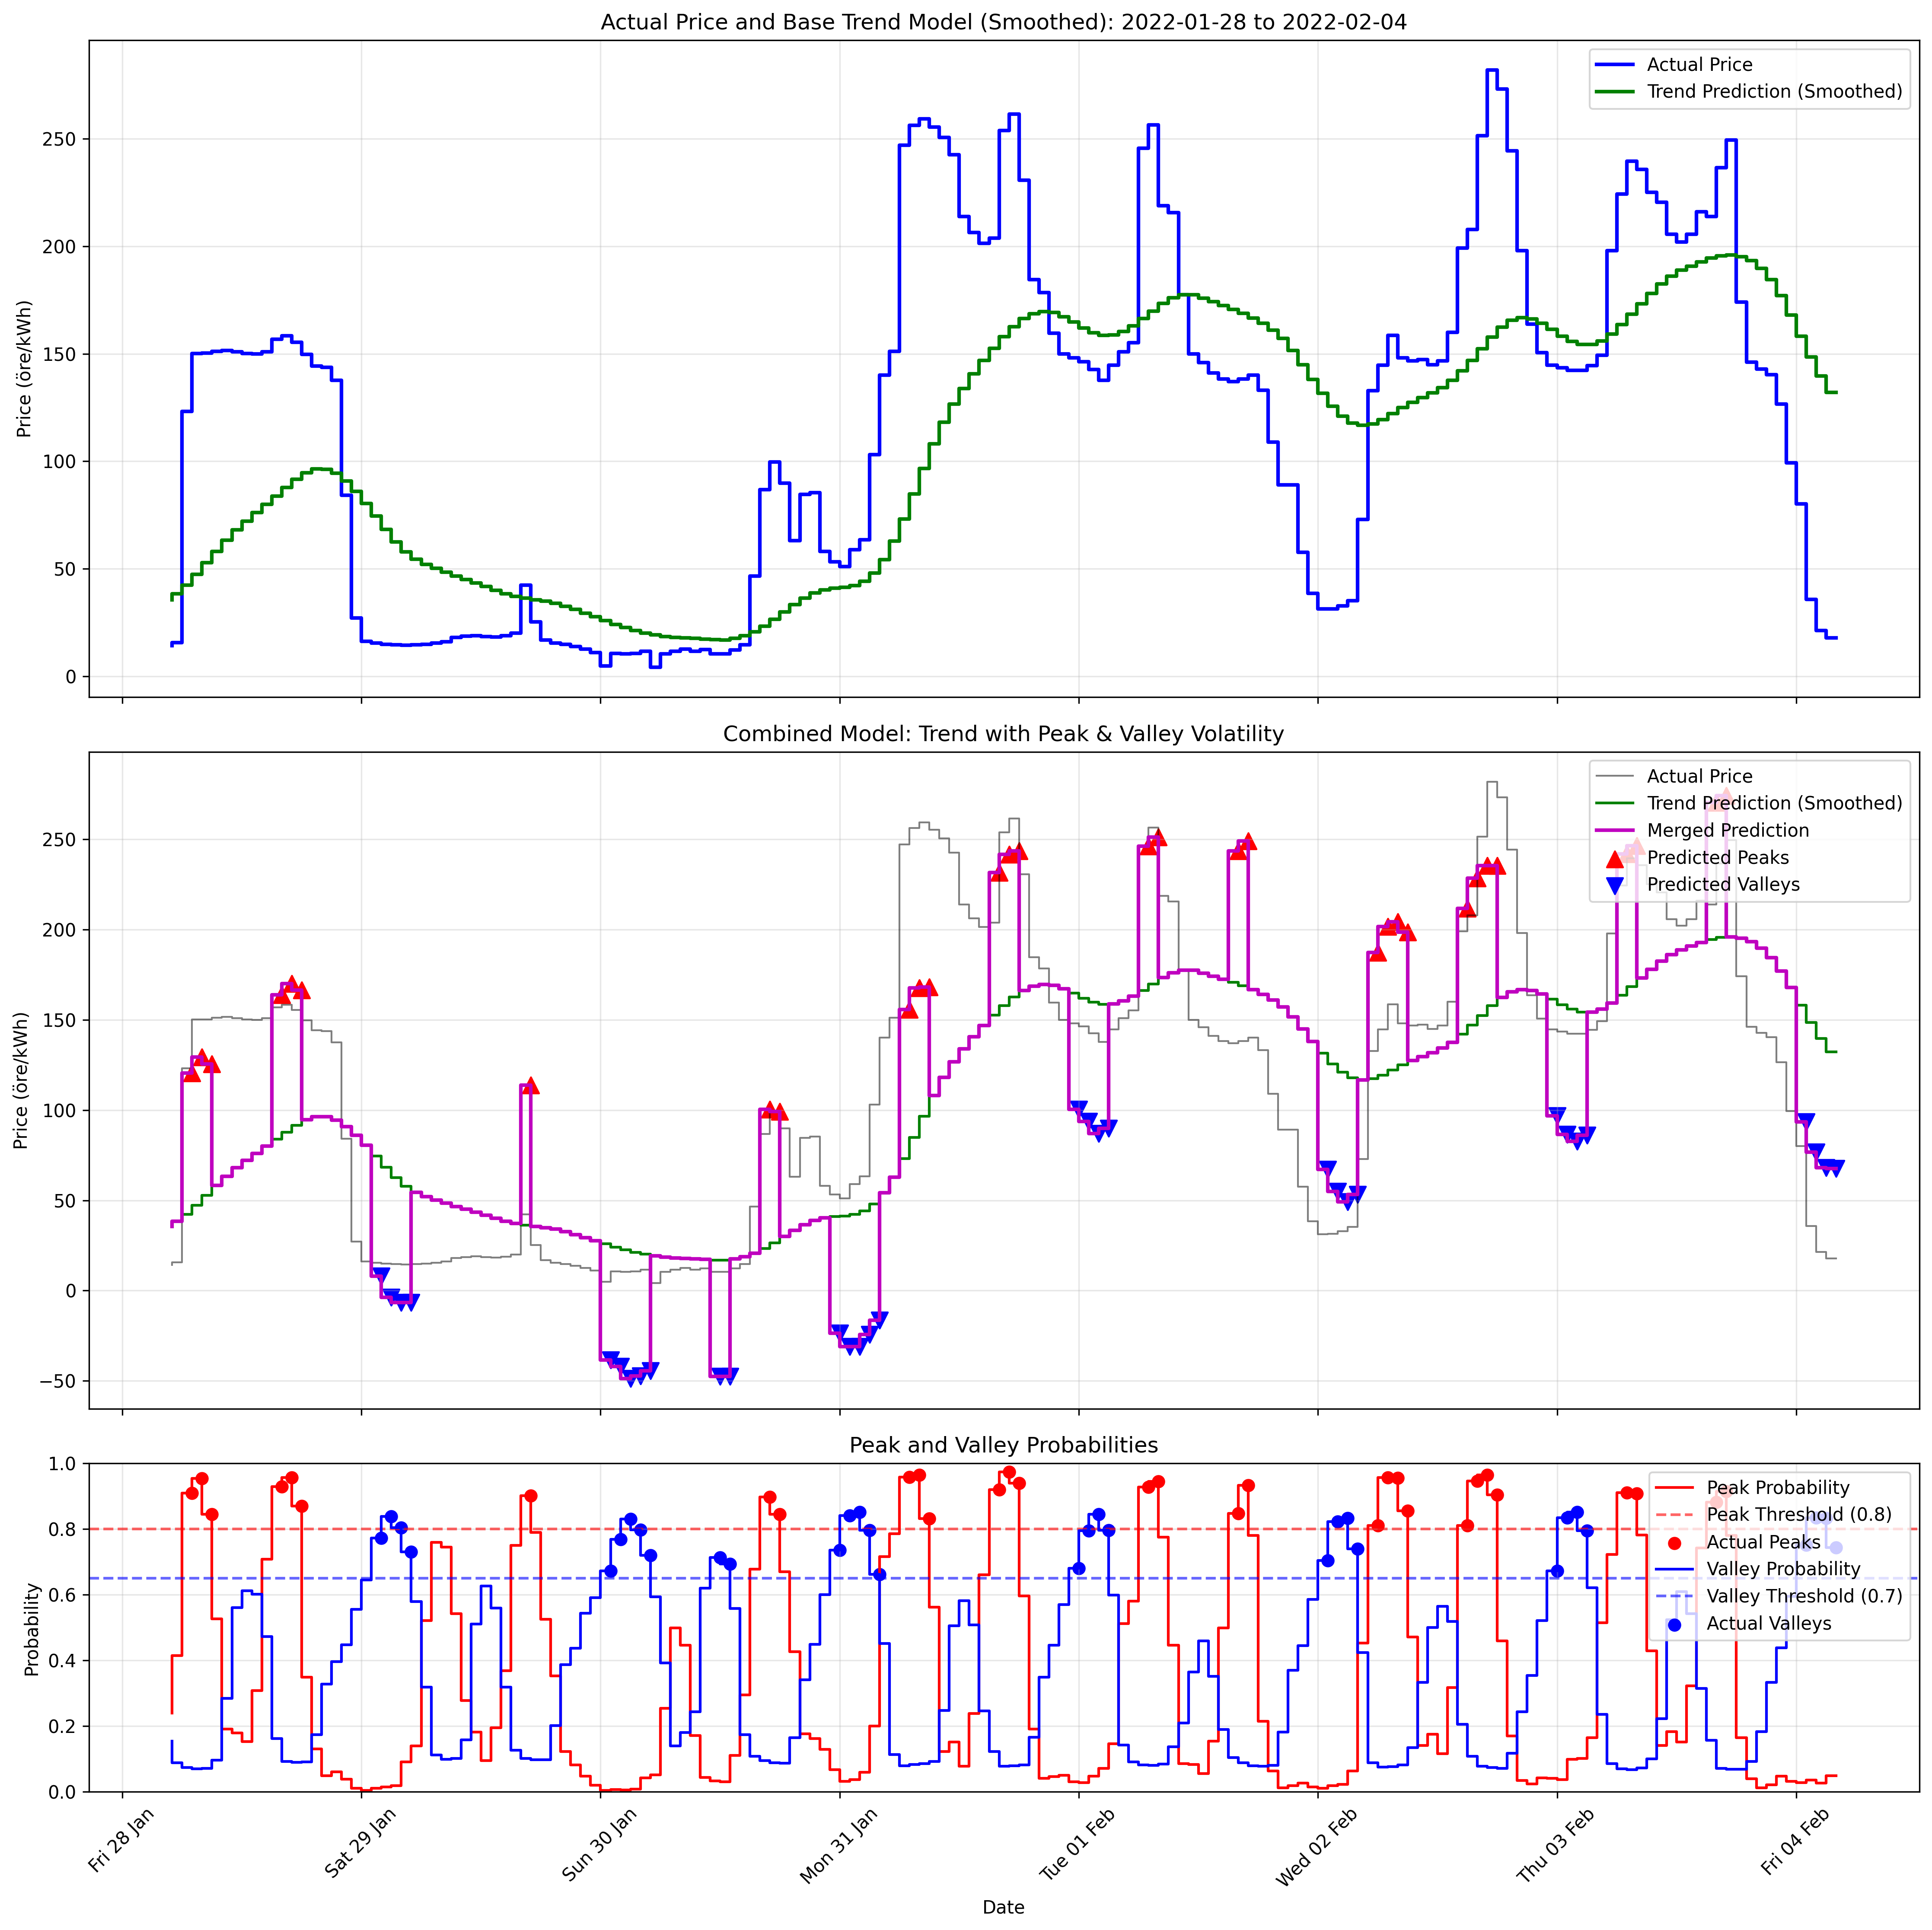 Actual Price and Base Trend Model (Smoothed): 2022-01-28 to 2022-02-04
Price (öre/kWh)
250
200
150
100
50
0
Actual Price
Trend Prediction (Smoothed)
Combined Model: Trend with Peak & Valley Volatility
Price (öre/kWh)
250
200
150
100
50
0
−50
Actual Price
Trend Prediction (Smoothed)
Merged Prediction
Predicted Peaks
Predicted Valleys
Peak and Valley Probabilities
Probability
1.0
0.8
0.6
0.4
0.2
0.0
Peak Probability
Peak Threshold (0.8)
Actual Peaks
Valley Probability
Valley Threshold (0.7)
Actual Valleys
Fri 28 Jan
Sat 29 Jan
Sun 30 Jan
Mon 31 Jan
Tue 01 Feb
Wed 02 Feb
Thu 03 Feb
Fri 04 Feb
Date